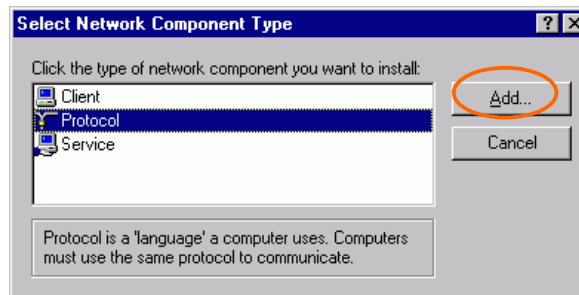 Select Network Component Type
Click the type of network component you want to install:
Client
Add...
Protocol
Service
Cancel
Protocol is a 'language' a computer uses. Computers
must use the same protocol to communicate.